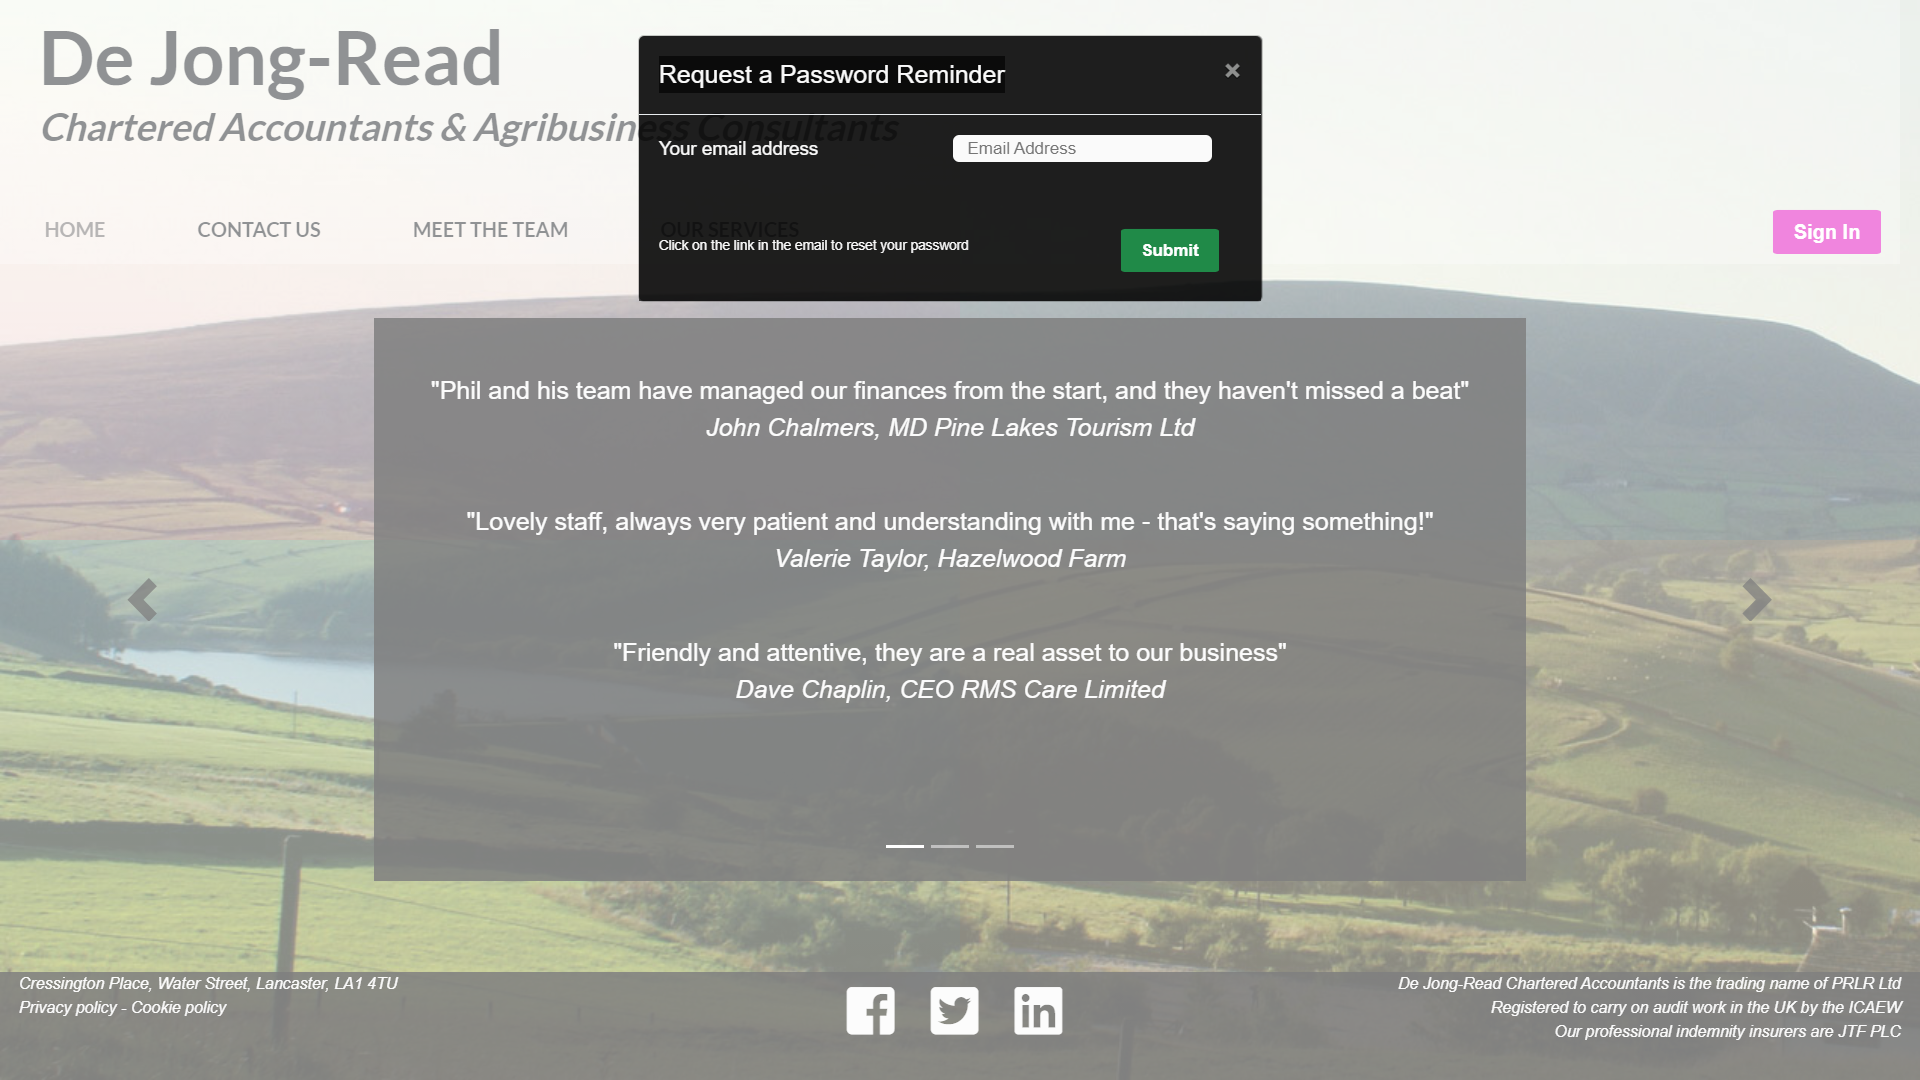 De Jong-Read
Chartered Accountants & Agribusiness Consultants
HOME
CONTACT US
MEET THE TEAM
OUR SERVICES
Sign In
Request a Password Reminder
×
Your email address
Email Address
Click on the link in the email to reset your password
Submit
"Phil and his team have managed our finances from the start, and they haven't missed a beat"
John Chalmers, MD Pine Lakes Tourism Ltd
"Lovely staff, always very patient and understanding with me - that's saying something!"
Valerie Taylor, Hazelwood Farm
"Friendly and attentive, they are a real asset to our business"
Dave Chaplin, CEO RMS Care Limited
Cressington Place, Water Street, Lancaster, LA1 4TU
Privacy policy - Cookie policy
De Jong-Read Chartered Accountants is the trading name of PRLR Ltd
Registered to carry on audit work in the UK by the ICAEW
Our professional indemnity insurers are JTF PLC